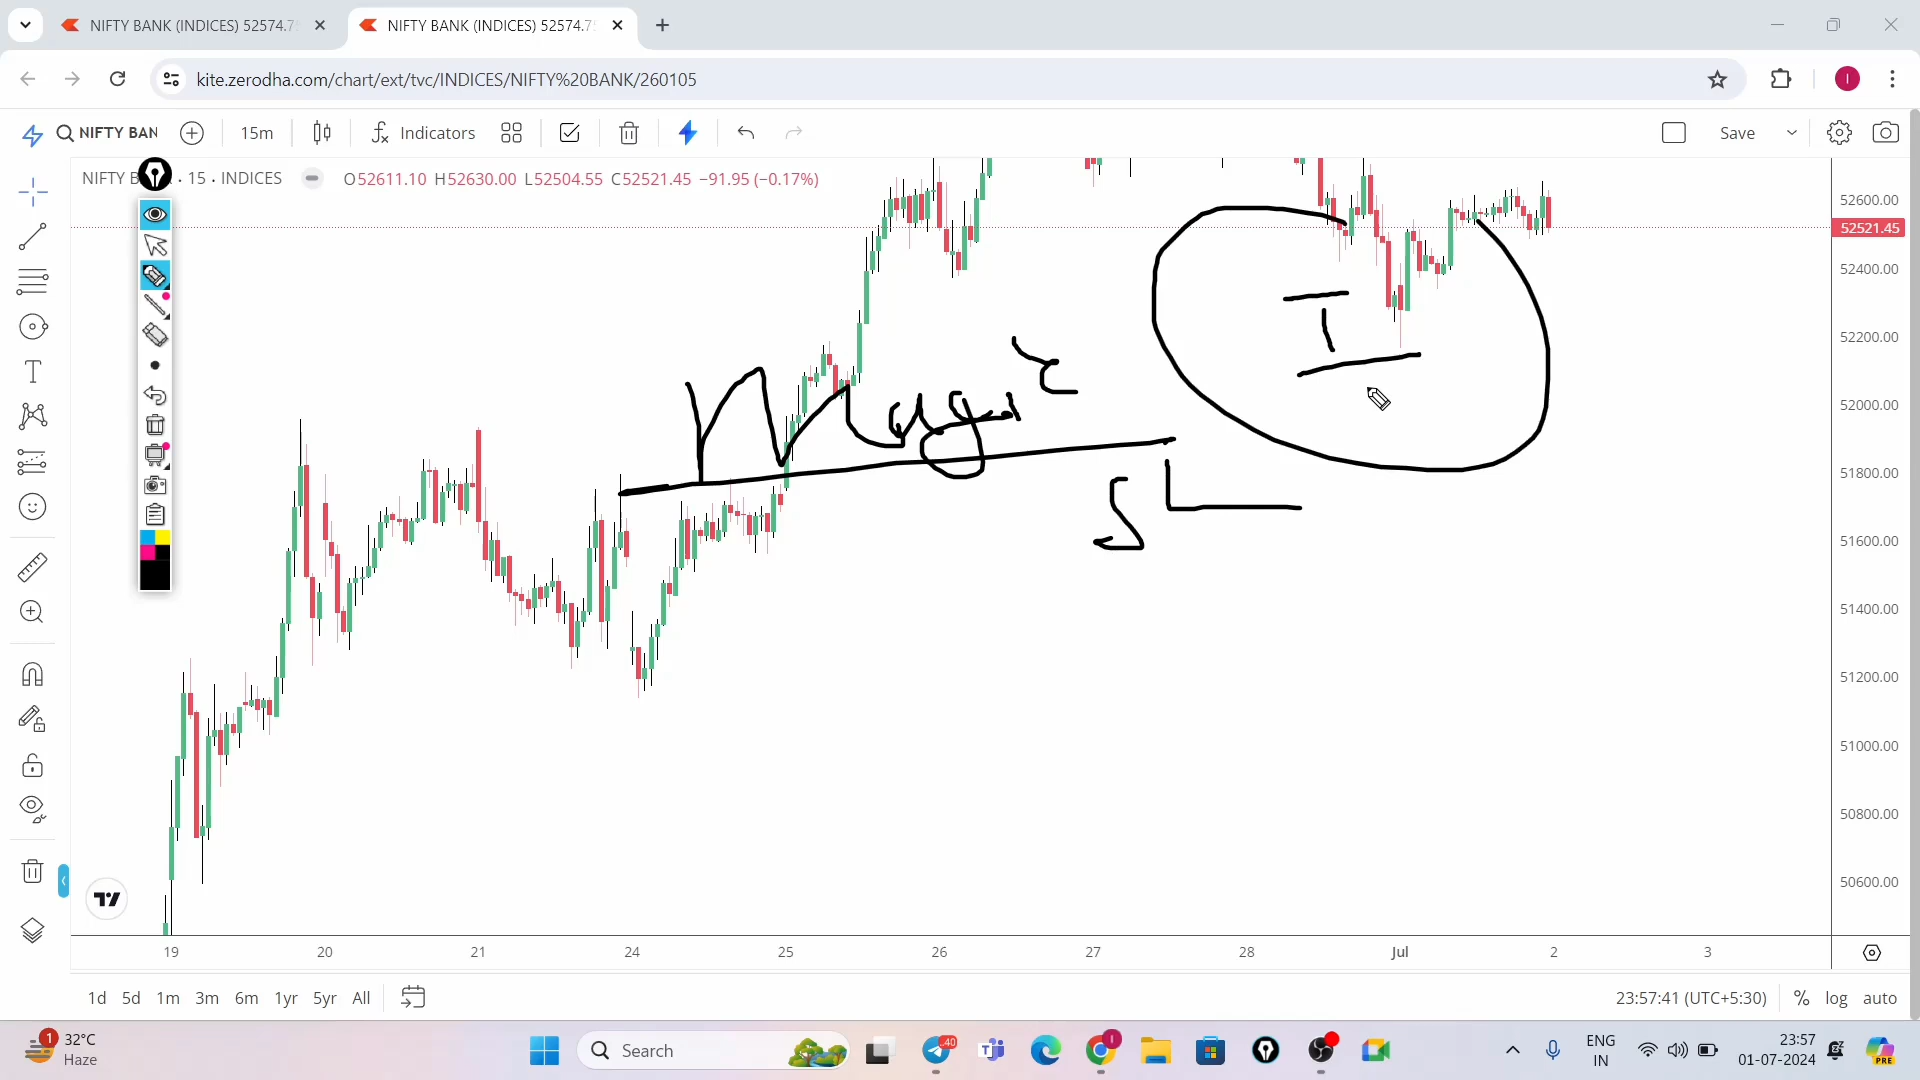 NIFTY BANK (INDICES) 52574.7
NIFTY BANK (INDICES) 52574.7
kite.zerodha.com/chart/ext/tvc/INDICES/NIFTY%20BANK/260105
I
NIFTY BAN
15m
Indicators
Save
NIFTY B
· 15 · INDICES
O52611.10 H52630.00 L52504.55 C52521.45 −91.95 (−0.17%)
52600.00
52521.45
52400.00
52200.00
52000.00
51800.00
51600.00
51400.00
51200.00
51000.00
50800.00
50600.00
Magic
SL
I
19 20 21 24 25 26 27 28 Jul 2 3
1d 5d 1m 3m 6m 1yr 5yr All
23:57:41 (UTC+5:30) % log auto
1
32°C
Haze
Search
40
ENG
IN
23:57
01-07-2024
PRE